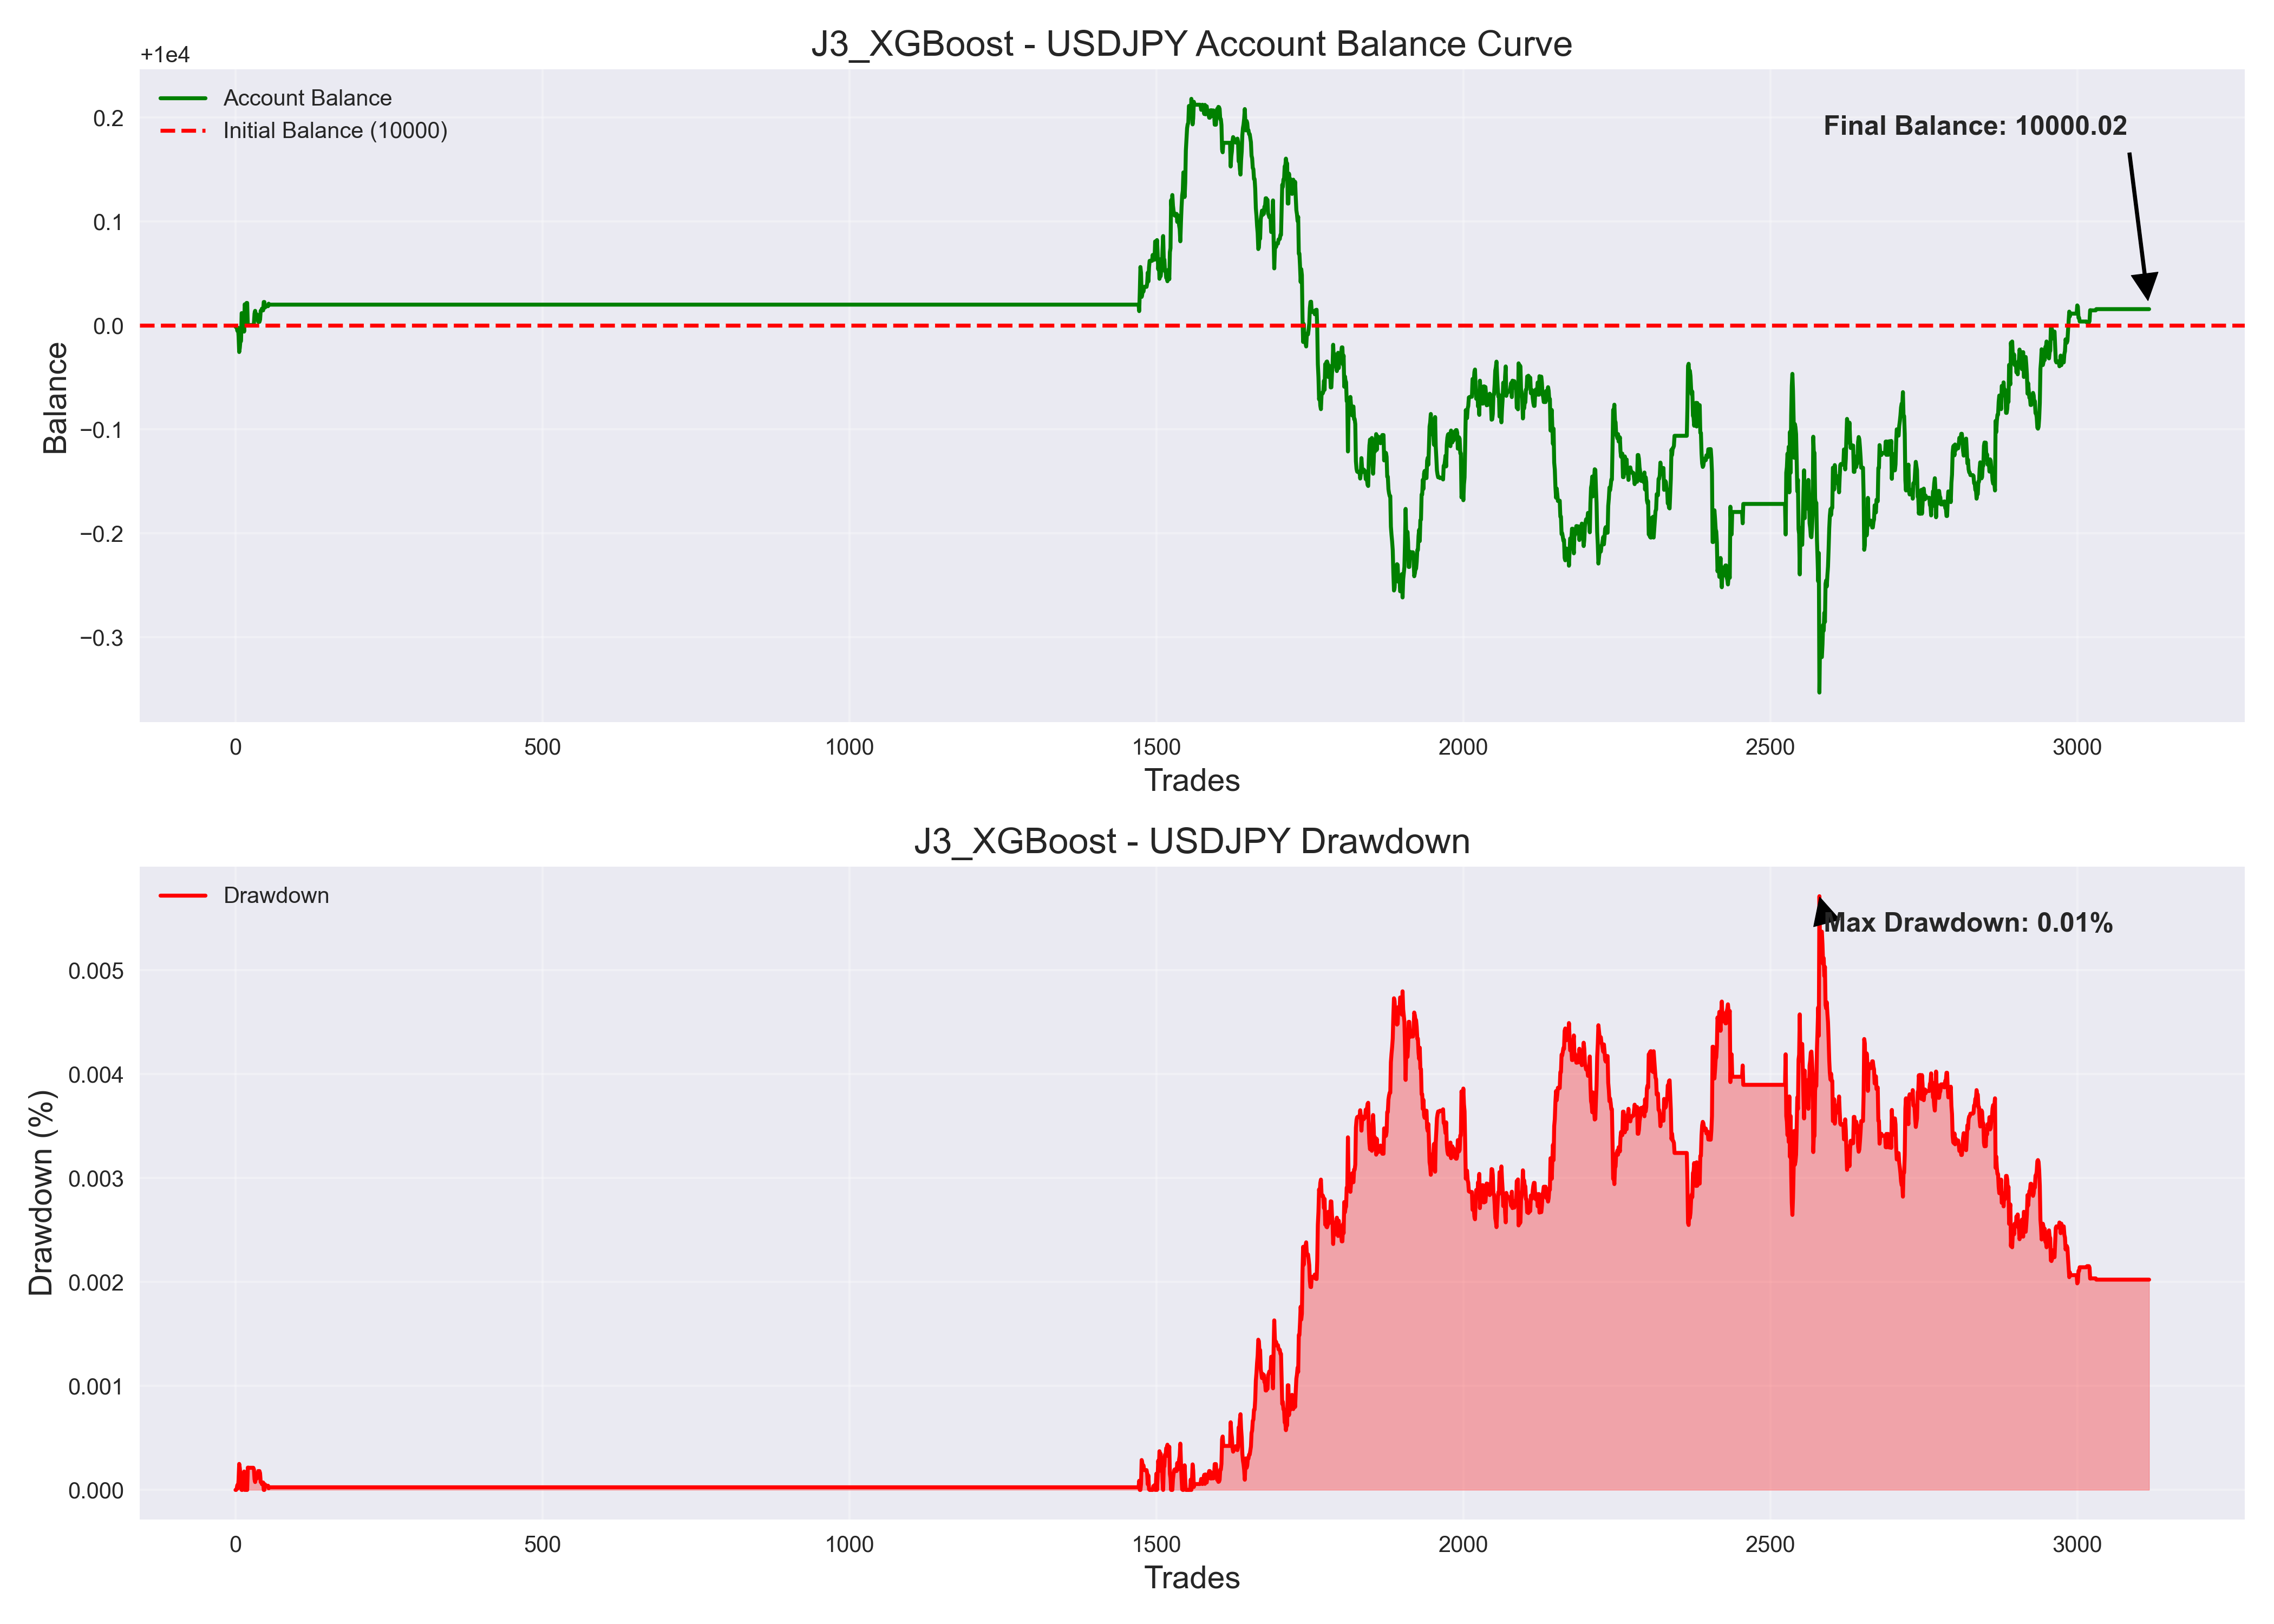 J3_XGBoost - USDJPY Account Balance Curve
+1e4
Account Balance
Initial Balance (10000)
Final Balance: 10000.02
0.2
0.1
0.0
−0.1
−0.2
−0.3
Balance
0 500 1000 1500 2000 2500 3000
Trades
J3_XGBoost - USDJPY Drawdown
Drawdown
Max Drawdown: 0.01%
0.005
0.004
0.003
0.002
0.001
0.000
Drawdown (%)
0 500 1000 1500 2000 2500 3000
Trades